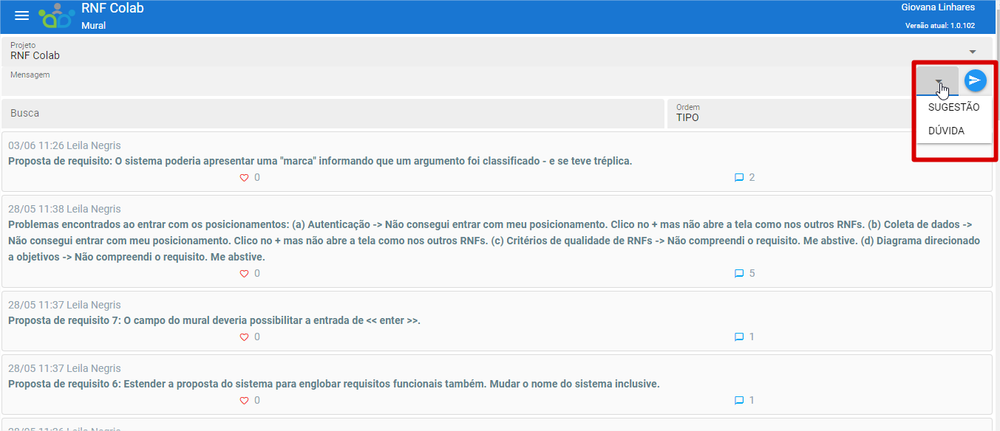 RNF Colab
Mural
Giovana Linhares
Versão atual: 1.0.102
Projeto
RNF Colab
Mensagem
SUGESTÃO
DÚVIDA
Busca
Ordem
TIPO
03/06 11:26 Leila Negris
Proposta de requisito: O sistema poderia apresentar uma "marca" informando que um argumento foi classificado - e se teve tréplica.
0
2
28/05 11:38 Leila Negris
Problemas encontrados ao entrar com os posicionamentos: (a) Autenticação -> Não consegui entrar com meu posicionamento. Clico no + mas não abre a tela como nos outros RNFs. (b) Coleta de dados ->
Não consegui entrar com meu posicionamento. Clico no + mas não abre a tela como nos outros RNFs. (c) Critérios de qualidade de RNFs -> Não compreendi o requisito. Me abstive. (d) Diagrama direcionado
a objetivos -> Não compreendi o requisito. Me abstive.
0
5
28/05 11:37 Leila Negris
Proposta de requisito 7: O campo do mural deveria possibilitar a entrada de << enter >>.
0
1
28/05 11:37 Leila Negris
Proposta de requisito 6: Estender a proposta do sistema para englobar requisitos funcionais também. Mudar o nome do sistema inclusive.
0
1
28/05 11:36 Leila Negris